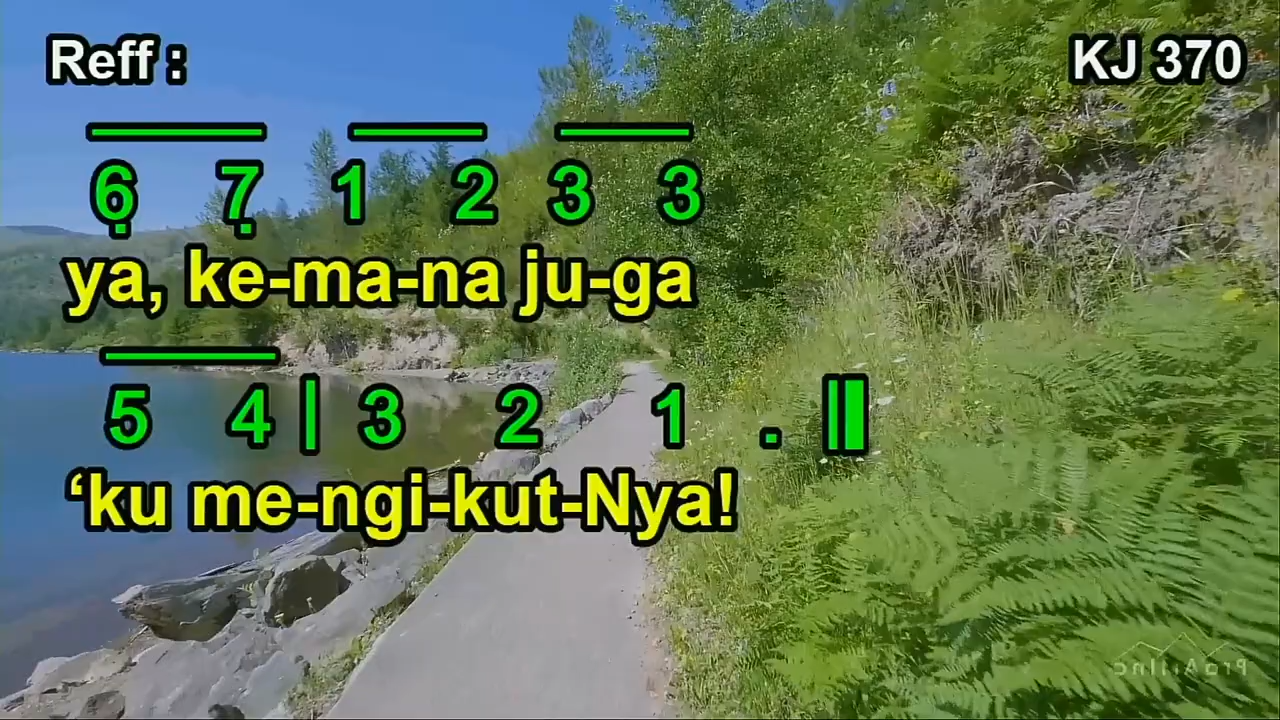 Reff :
KJ 370
6̣ 7̣ 1 2 3 3
ya, ke-ma-na ju-ga
5 4 | 3 2 1 . ||
‘ku me-ngi-kut-Nya!
ProArtInc